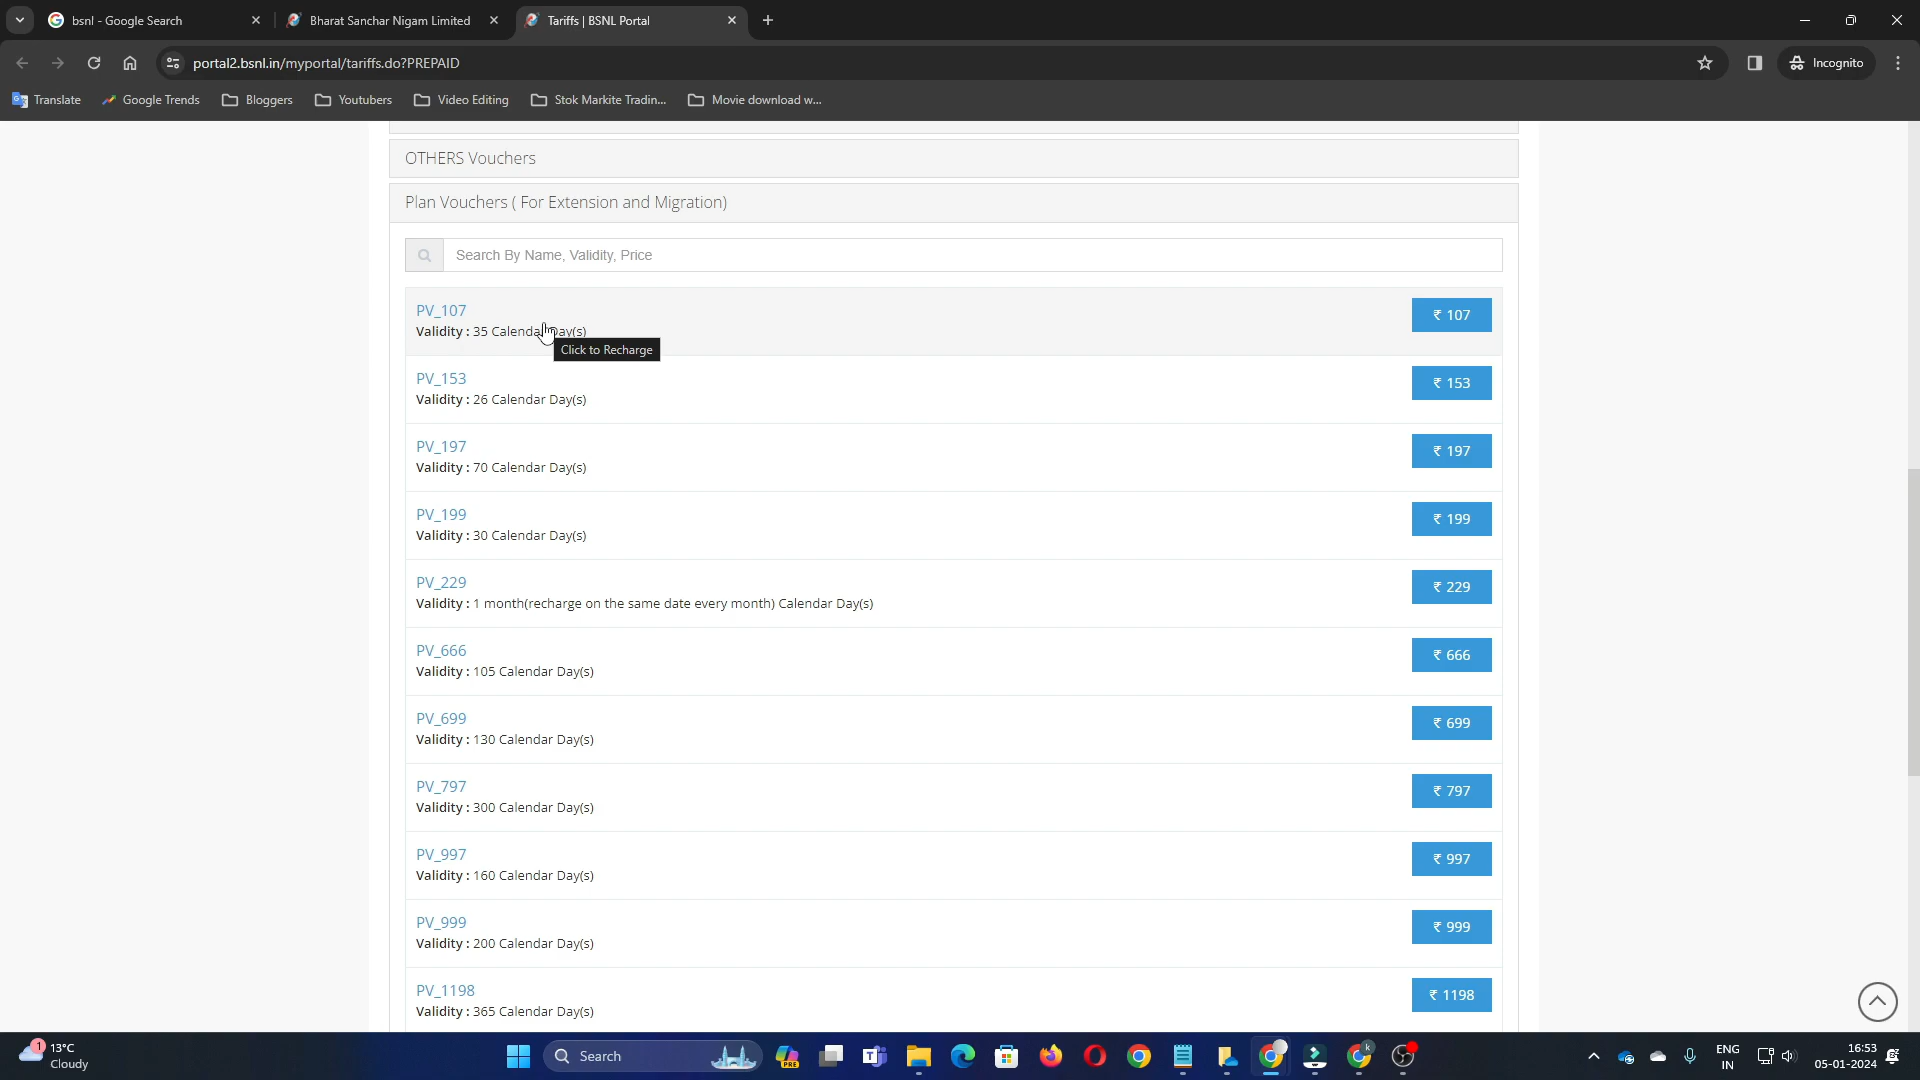 bsnl - Google Search
Bharat Sanchar Nigam Limited
Tariffs | BSNL Portal
portal2.bsnl.in/myportal/tariffs.do?PREPAID
Incognito
Translate
Google Trends
Bloggers
Youtubers
Video Editing
Stok Markite Tradin...
Movie download w...
OTHERS Vouchers
Plan Vouchers ( For Extension and Migration)
Search By Name, Validity, Price
PV_107
₹ 107
Validity : 35 Calendar Day(s)
Click to Recharge
PV_153
₹ 153
Validity : 26 Calendar Day(s)
PV_197
₹ 197
Validity : 70 Calendar Day(s)
PV_199
₹ 199
Validity : 30 Calendar Day(s)
PV_229
₹ 229
Validity : 1 month(recharge on the same date every month) Calendar Day(s)
PV_666
₹ 666
Validity : 105 Calendar Day(s)
PV_699
₹ 699
Validity : 130 Calendar Day(s)
PV_797
₹ 797
Validity : 300 Calendar Day(s)
PV_997
₹ 997
Validity : 160 Calendar Day(s)
PV_999
₹ 999
Validity : 200 Calendar Day(s)
PV_1198
₹ 1198
Validity : 365 Calendar Day(s)
1
13°C
Cloudy
Search
PRE
k
ENG
IN
16:53
05-01-2024